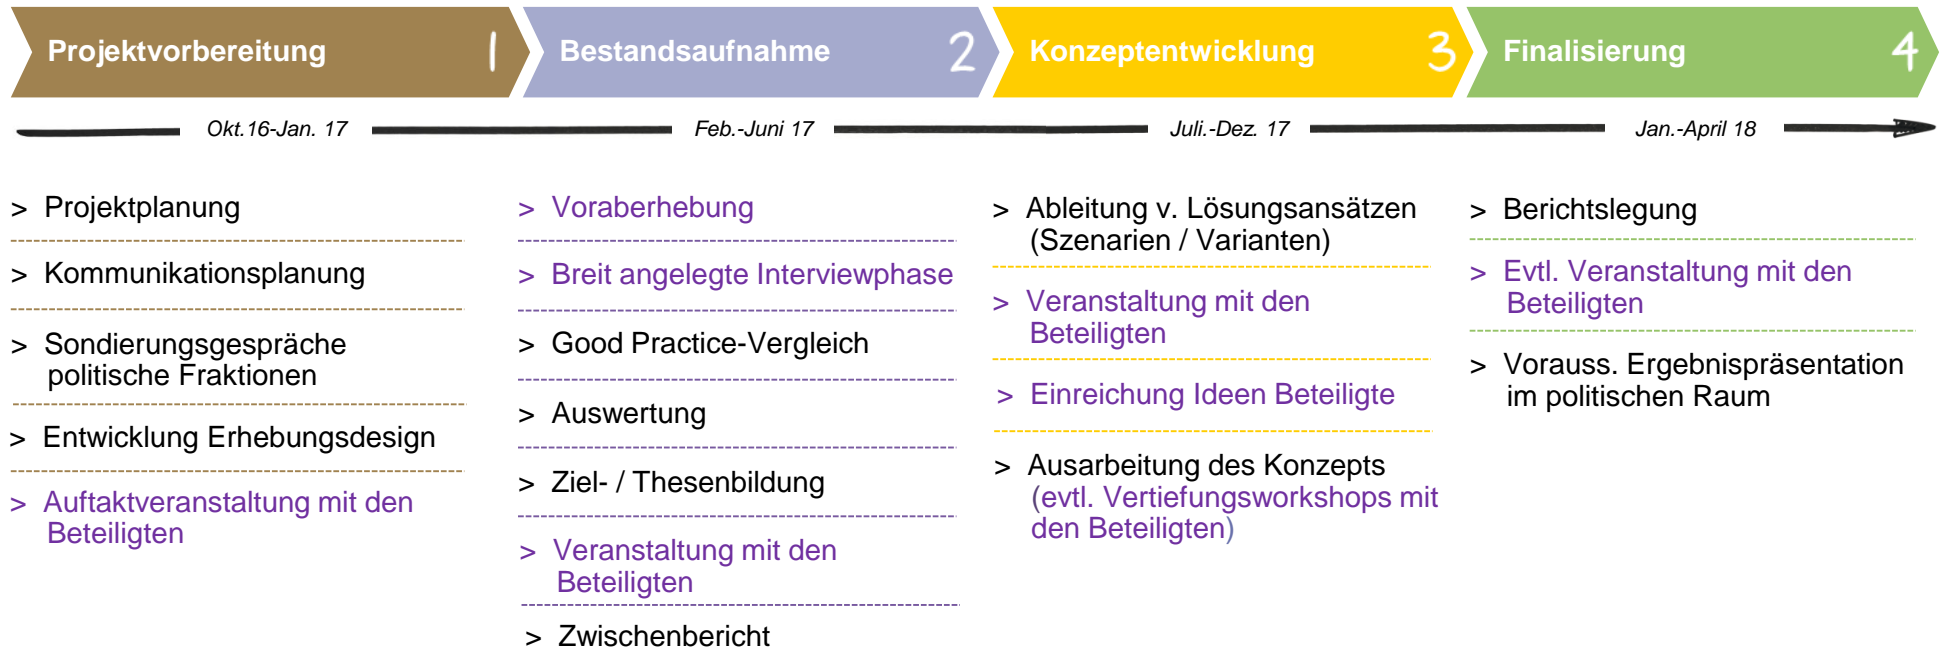 Projektvorbereitung 1
Bestandsaufnahme 2
Konzeptentwicklung 3
Finalisierung 4
Okt.16-Jan. 17
Feb.-Juni 17
Juli.-Dez. 17
Jan.-April 18
> Projektplanung
> Kommunikationsplanung
> Sondierungsgespräche
politische Fraktionen
> Entwicklung Erhebungsdesign
> Auftaktveranstaltung mit den
Beteiligten
> Voraberhebung
> Breit angelegte Interviewphase
> Good Practice-Vergleich
> Auswertung
> Ziel- / Thesenbildung
> Veranstaltung mit den
Beteiligten
> Zwischenbericht
> Ableitung v. Lösungsansätzen
(Szenarien / Varianten)
> Veranstaltung mit den
Beteiligten
> Einreichung Ideen Beteiligte
> Ausarbeitung des Konzepts
(evtl. Vertiefungsworkshops mit
den Beteiligten)
> Berichtslegung
> Evtl. Veranstaltung mit den
Beteiligten
> Vorauss. Ergebnispräsentation
im politischen Raum